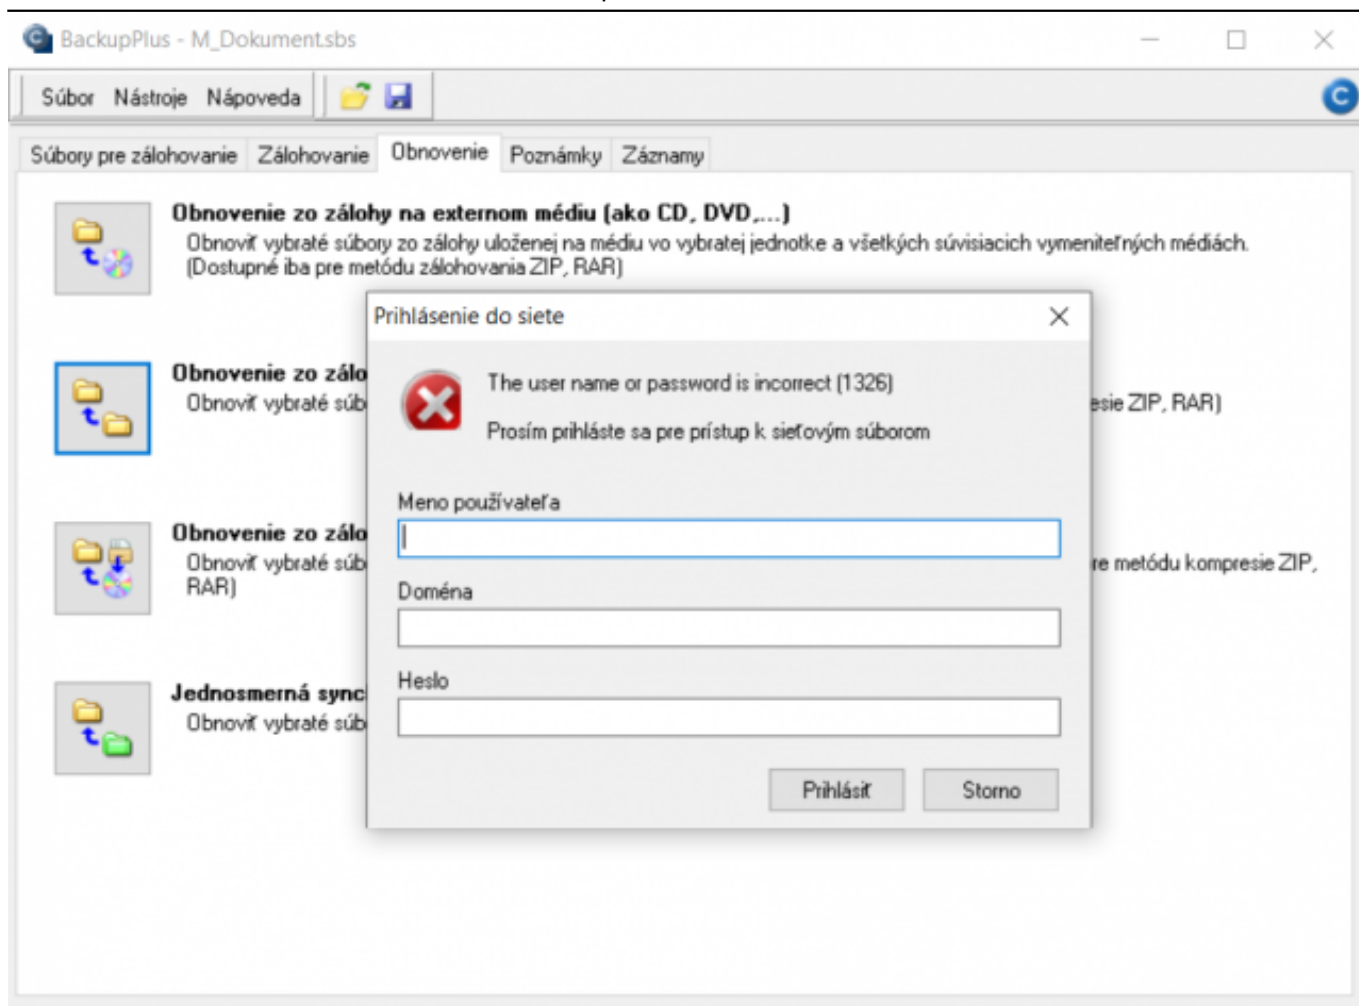 BackupPlus - M_Dokument.sbs
Súbor Nástroje Nápoveda
Súbory pre zálohovanie Zálohovanie Obnovenie Poznámky Záznamy
Obnovenie zo zálohy na externom médiu (ako CD, DVD,...)
Obnoviť vybraté súbory zo zálohy uloženej na médiu vo vybratej jednotke a všetkých súvisiacich vymeniteľných médiách.
(Dostupné iba pre metódu zálohovania ZIP, RAR)
Prihlásenie do siete
The user name or password is incorrect (1326)
Prosím prihláste sa pre prístup k sieťovým súborom
Meno používateľa
Doména
Heslo
Prihlásiť Storno
Obnovenie zo zálo
Obnoviť vybraté súb
esie ZIP, RAR)
Obnovenie zo zálo
Obnoviť vybraté súb
re metódu kompresie ZIP,
RAR)
Jednosmerná sync
Obnoviť vybraté súb